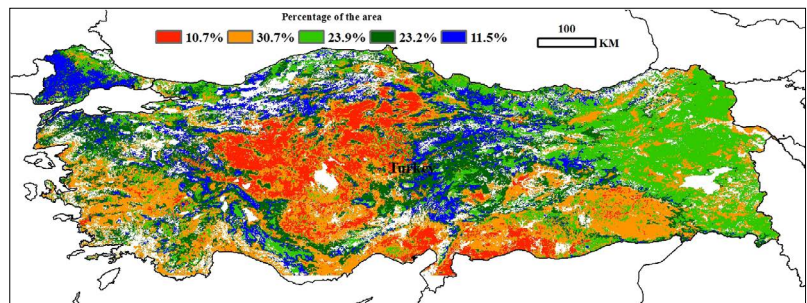 Percentage of the area
10.7% 30.7% 23.9% 23.2% 11.5%
100
KM
Turkey